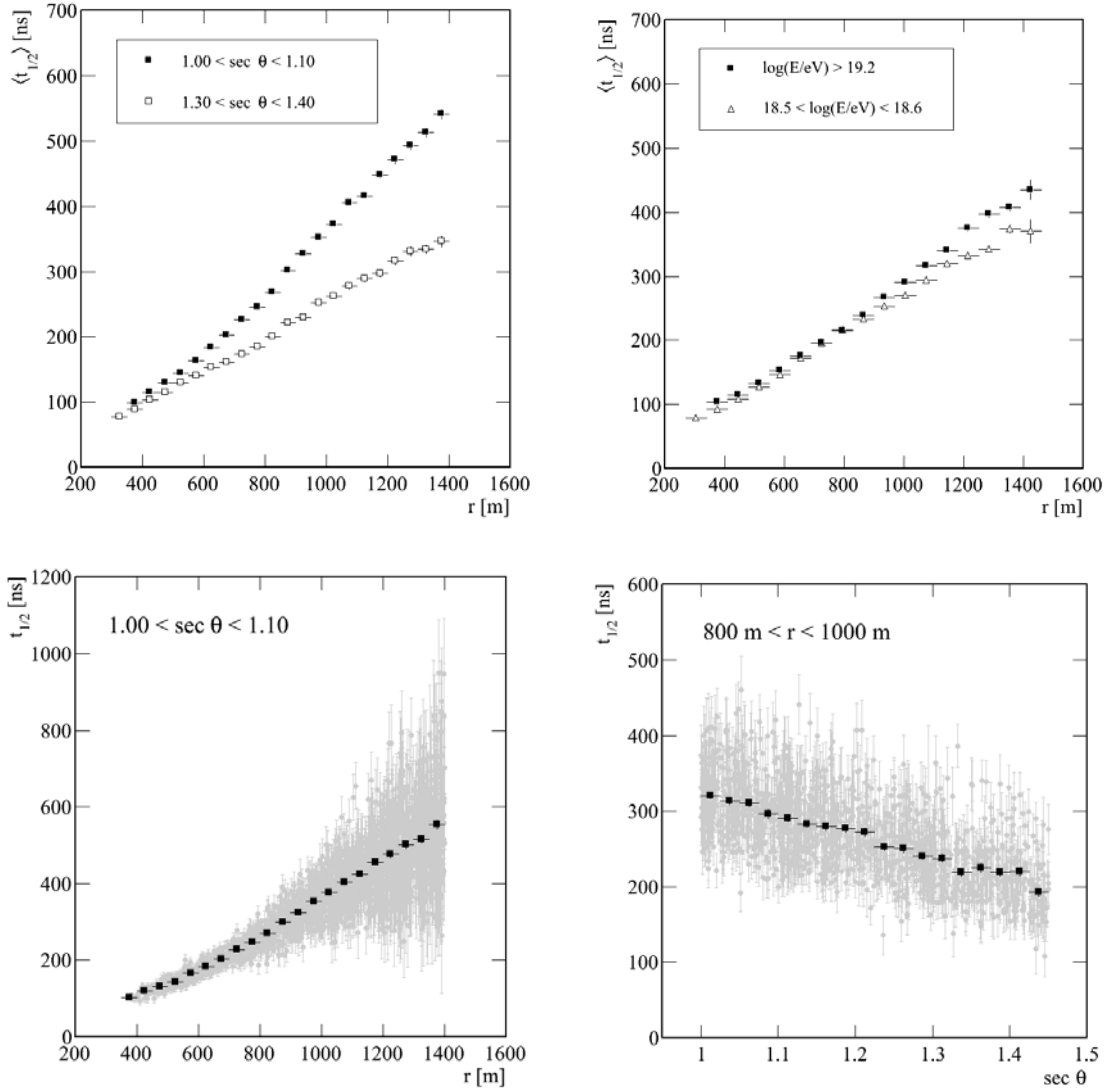 700
600
500
400
300
200
100
0
⟨t1/2⟩ [ns]
1.00 < sec θ < 1.10
1.30 < sec θ < 1.40
200 400 600 800 1000 1200 1400 1600
r [m]
700
600
500
400
300
200
100
0
⟨t1/2⟩ [ns]
log(E/eV) > 19.2
18.5 < log(E/eV) < 18.6
200 400 600 800 1000 1200 1400 1600
r [m]
1200
1000
800
600
400
200
0
t1/2 [ns]
1.00 < sec θ < 1.10
200 400 600 800 1000 1200 1400 1600
r [m]
600
500
400
300
200
100
0
t1/2 [ns]
800 m < r < 1000 m
1 1.1 1.2 1.3 1.4 1.5
sec θ